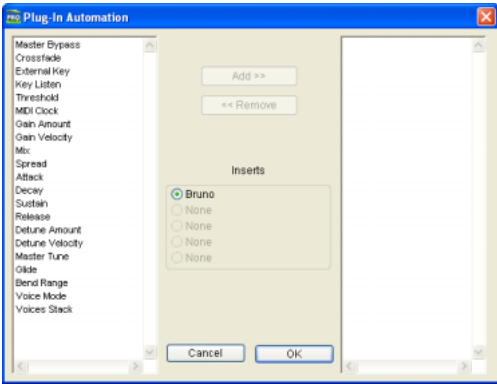 PRO Plug-In Automation
Master Bypass
Crossfade
External Key
Key Listen
Threshold
MIDI Clock
Gain Amount
Gain Velocity
Mix
Spread
Attack
Decay
Sustain
Release
Detune Amount
Detune Velocity
Master Tune
Glide
Bend Range
Voice Mode
Voices Stack
Add >>
<< Remove
Inserts
Bruno
None
None
None
None
Cancel
OK